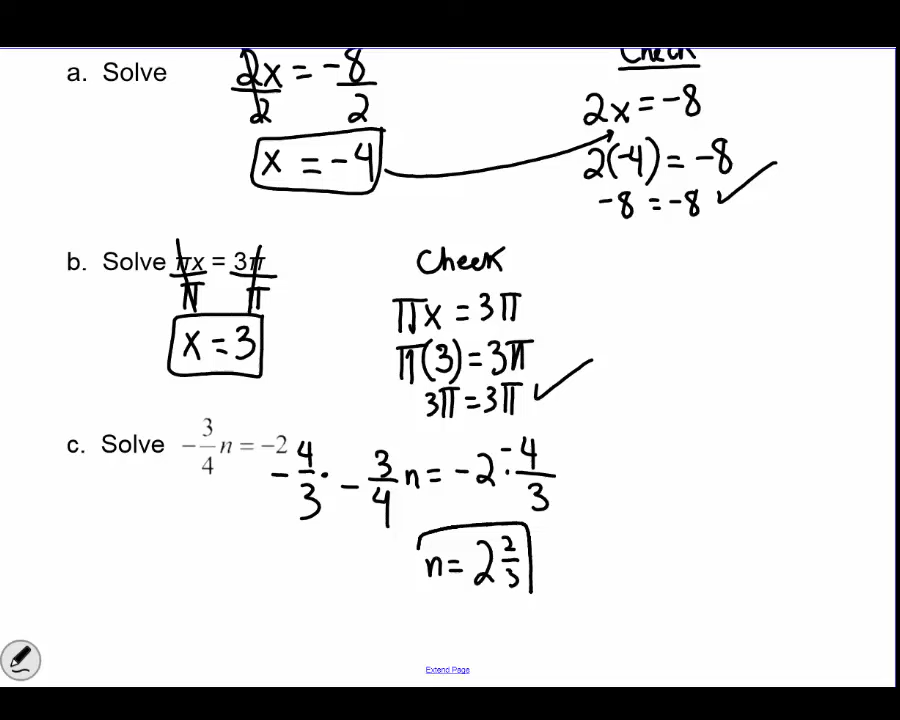 Check
a. Solve 2x = -8
2 2
x = -4
2x = -8
2(-4) = -8
-8 = -8 ✓
b. Solve πx = 3π
π π
x = 3
Check
πx = 3π
π(3) = 3π
3π = 3π ✓
c. Solve -3/4 n = -2
-4/3 · -3/4 n = -2 · -4/3
n = 2 2/3
Extend Page